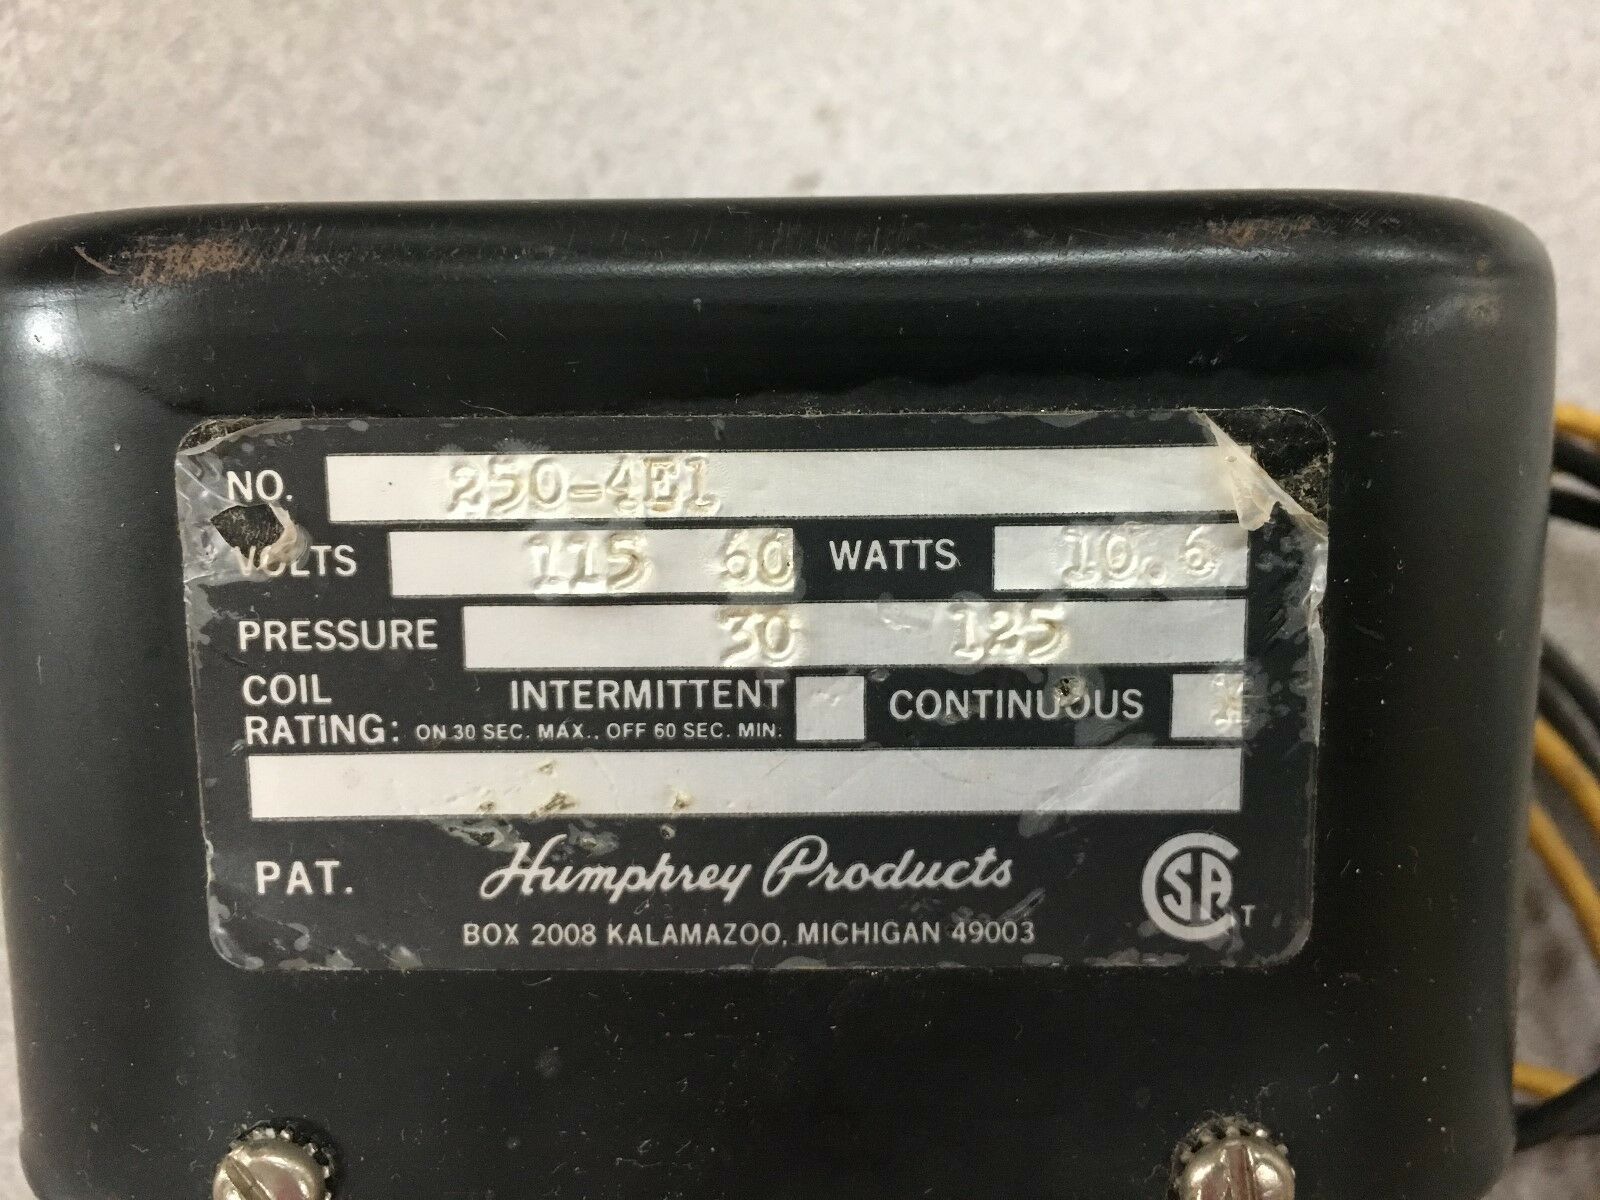 NO. 250-4E1
VOLTS 115 60 WATTS 10.6
PRESSURE 30 125
COIL INTERMITTENT CONTINUOUS X
RATING: ON 30 SEC. MAX., OFF 60 SEC. MIN.
PAT. Humphrey Products CSA T
BOX 2008 KALAMAZOO, MICHIGAN 49003